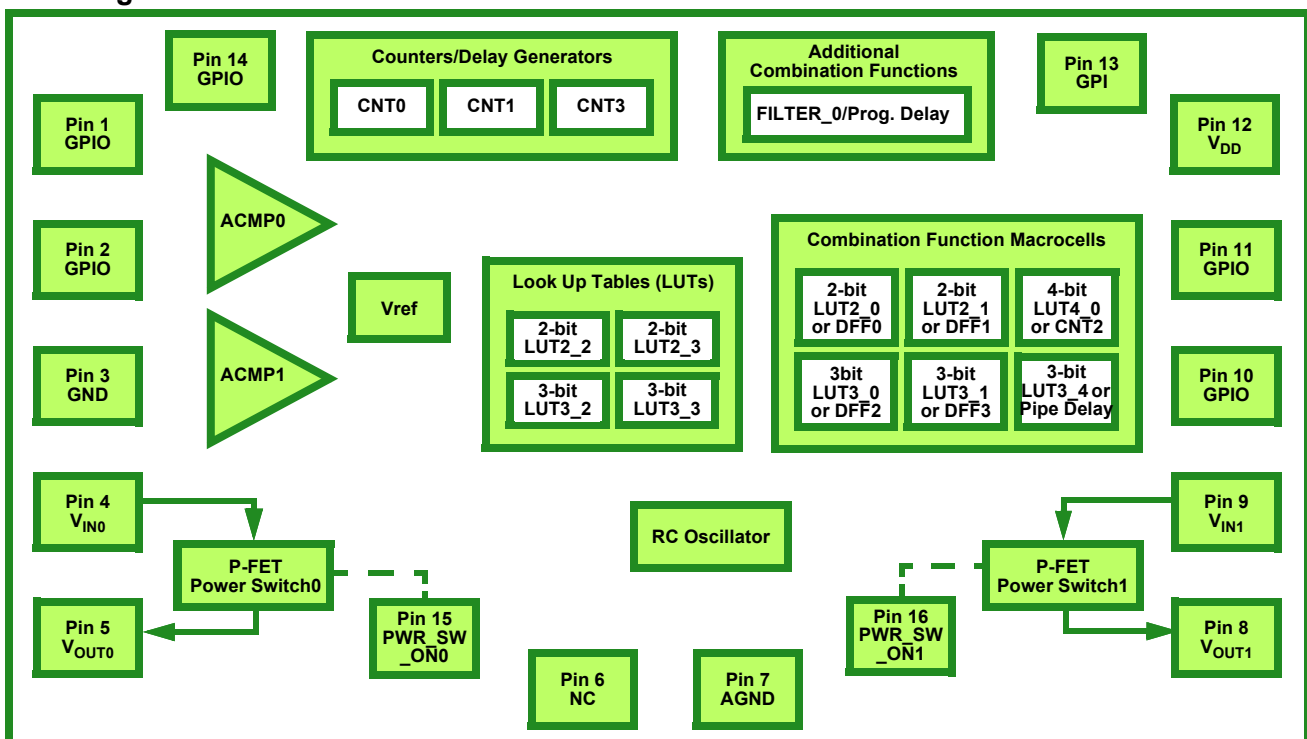 Pin 14
GPIO
Counters/Delay Generators
CNT0
CNT1
CNT3
Additional
Combination Functions
FILTER_0/Prog. Delay
Pin 13
GPI
Pin 1
GPIO
Pin 12
VDD
ACMP0
Pin 2
GPIO
Vref
Look Up Tables (LUTs)
2-bit
LUT2_2
2-bit
LUT2_3
3-bit
LUT3_2
3-bit
LUT3_3
Combination Function Macrocells
2-bit
LUT2_0
or DFF0
2-bit
LUT2_1
or DFF1
4-bit
LUT4_0
or CNT2
3bit
LUT3_0
or DFF2
3-bit
LUT3_1
or DFF3
3-bit
LUT3_4 or
Pipe Delay
Pin 11
GPIO
Pin 3
GND
ACMP1
Pin 10
GPIO
Pin 4
VIN0
P-FET
Power Switch0
RC Oscillator
P-FET
Power Switch1
Pin 9
VIN1
Pin 5
VOUT0
Pin 15
PWR_SW
_ON0
Pin 16
PWR_SW
_ON1
Pin 8
VOUT1
Pin 6
NC
Pin 7
AGND